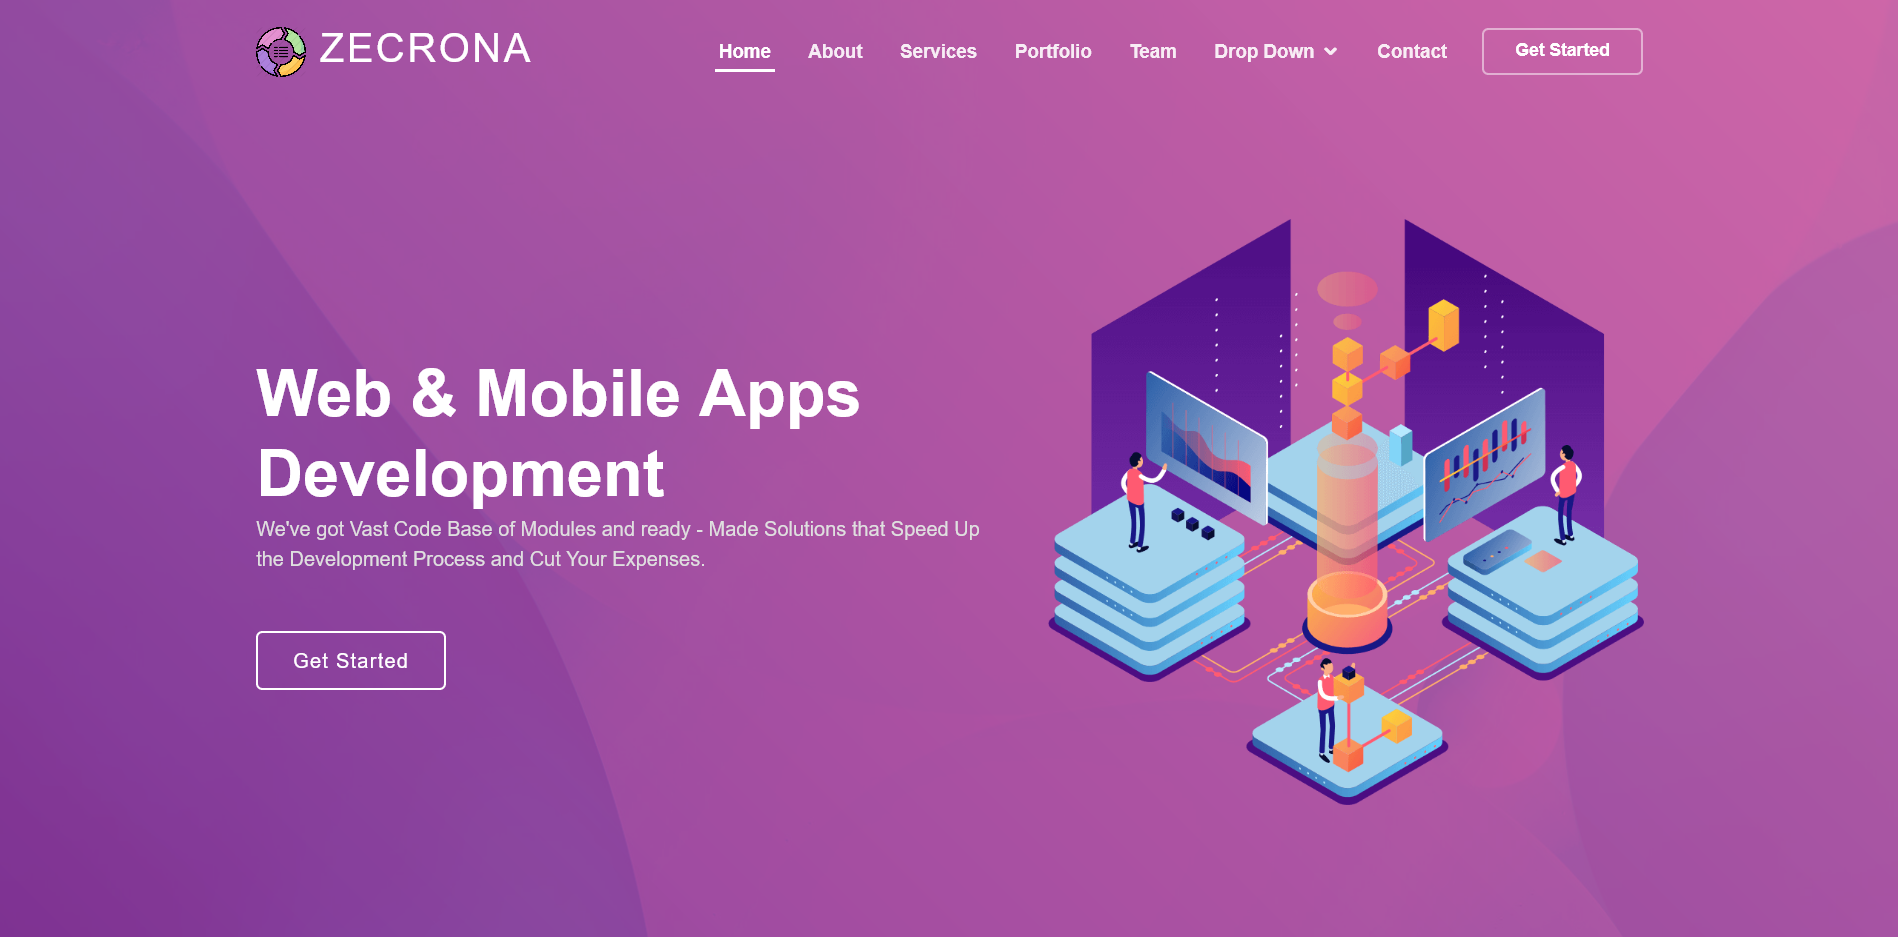 ZECRONA
Home About Services Portfolio Team Drop Down Contact Get Started
Web & Mobile Apps
Development
We've got Vast Code Base of Modules and ready - Made Solutions that Speed Up
the Development Process and Cut Your Expenses.
Get Started